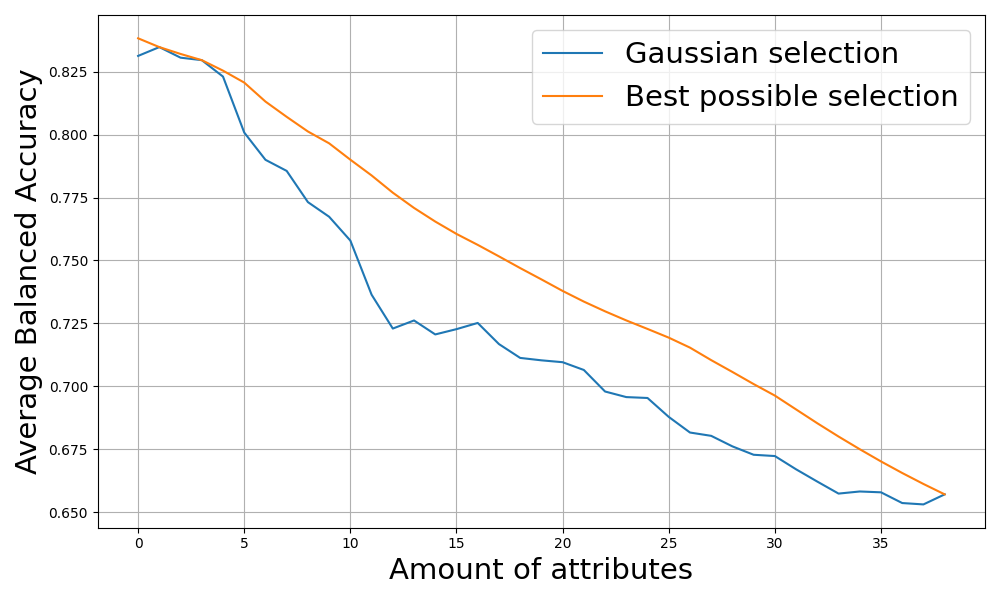 Gaussian selection
Best possible selection
Average Balanced Accuracy
0.825
0.800
0.775
0.750
0.725
0.700
0.675
0.650
0 5 10 15 20 25 30 35
Amount of attributes